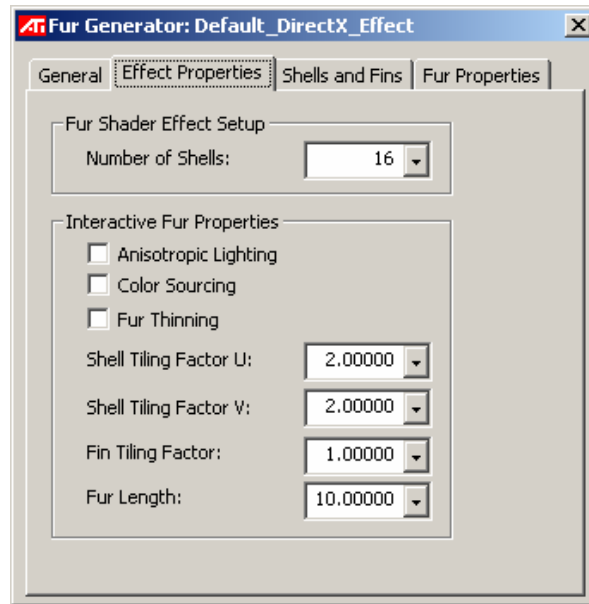 ATI Fur Generator: Default_DirectX_Effect
General Effect Properties Shells and Fins Fur Properties
Fur Shader Effect Setup
Number of Shells: 16
Interactive Fur Properties
Anisotropic Lighting
Color Sourcing
Fur Thinning
Shell Tiling Factor U: 2.00000
Shell Tiling Factor V: 2.00000
Fin Tiling Factor: 1.00000
Fur Length: 10.00000